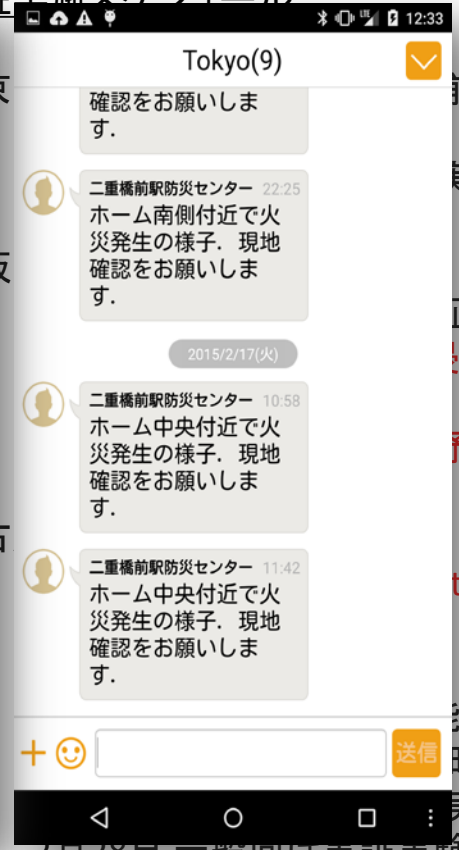 12:33
Tokyo(9)
確認をお願いしま
す.
二重橋前駅防災センター 22:25
ホーム南側付近で火
災発生の様子. 現地
確認をお願いしま
す.
2015/2/17(火)
二重橋前駅防災センター 10:58
ホーム中央付近で火
災発生の様子. 現地
確認をお願いしま
す.
二重橋前駅防災センター 11:42
ホーム中央付近で火
災発生の様子. 現地
確認をお願いしま
す.
送信